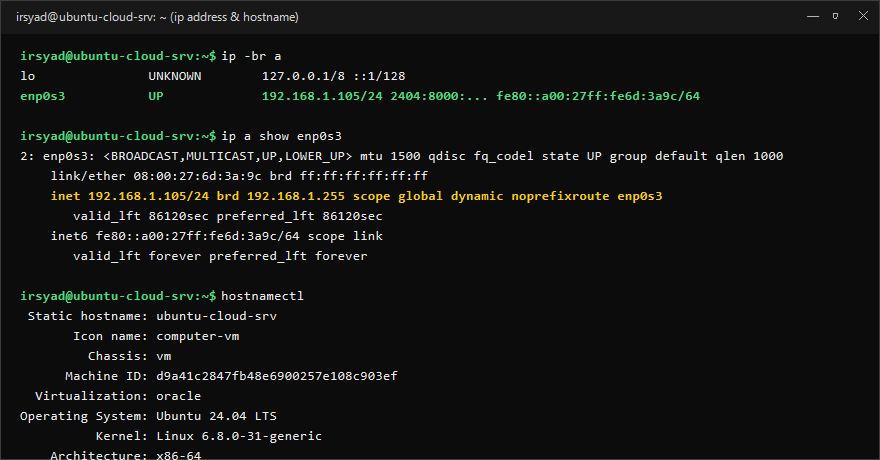 irsyad@ubuntu-cloud-srv: ~ (ip address & hostname)
irsyad@ubuntu-cloud-srv:~$ ip -br a
lo               UNKNOWN        127.0.0.1/8 ::1/128
enp0s3           UP             192.168.1.105/24 2404:8000:... fe80::a00:27ff:fe6d:3a9c/64
irsyad@ubuntu-cloud-srv:~$ ip a show enp0s3
2: enp0s3: <BROADCAST,MULTICAST,UP,LOWER_UP> mtu 1500 qdisc fq_codel state UP group default qlen 1000
    link/ether 08:00:27:6d:3a:9c brd ff:ff:ff:ff:ff:ff
    inet 192.168.1.105/24 brd 192.168.1.255 scope global dynamic noprefixroute enp0s3
       valid_lft 86120sec preferred_lft 86120sec
    inet6 fe80::a00:27ff:fe6d:3a9c/64 scope link
       valid_lft forever preferred_lft forever
irsyad@ubuntu-cloud-srv:~$ hostnamectl
 Static hostname: ubuntu-cloud-srv
       Icon name: computer-vm
         Chassis: vm
      Machine ID: d9a41c2847fb48e6900257e108c903ef
  Virtualization: oracle
Operating System: Ubuntu 24.04 LTS
          Kernel: Linux 6.8.0-31-generic
    Architecture: x86-64